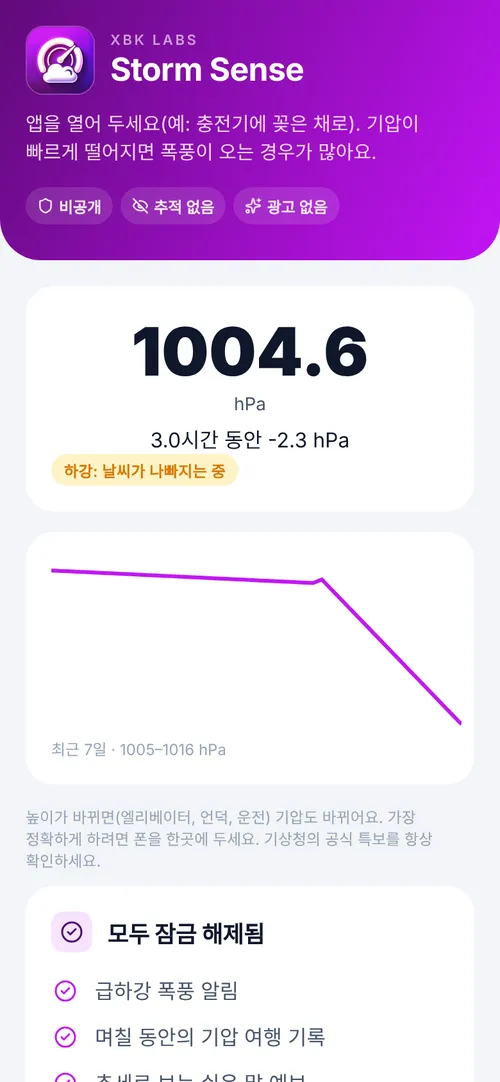 XBK LABS
Storm Sense
앱을 열어 두세요(예: 충전기에 꽂은 채로). 기압이
빠르게 떨어지면 폭풍이 오는 경우가 많아요.
비공개
추적 없음
광고 없음
1004.6
hPa
3.0시간 동안 -2.3 hPa
하강: 날씨가 나빠지는 중
최근 7일 · 1005–1016 hPa
높이가 바뀌면(엘리베이터, 언덕, 운전) 기압도 바뀌어요. 가장
정확하게 하려면 폰을 한곳에 두세요. 기상청의 공식 특보를 항상
확인하세요.
모두 잠금 해제됨
급하강 폭풍 알림
며칠 동안의 기압 여행 기록